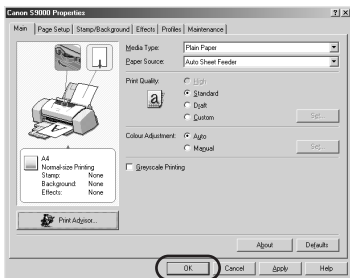 Canon S9000 Properties
Main Page Setup Stamp/Background Effects Profiles Maintenance
Media Type: Plain Paper
Paper Source: Auto Sheet Feeder
Print Quality: High
Standard
Draft
Custom Set...
Colour Adjustment: Auto
Manual Set...
Greyscale Printing
A4
Normal-size Printing
Stamp: None
Background: None
Effects: None
Print Advisor...
About Defaults
OK Cancel Apply Help